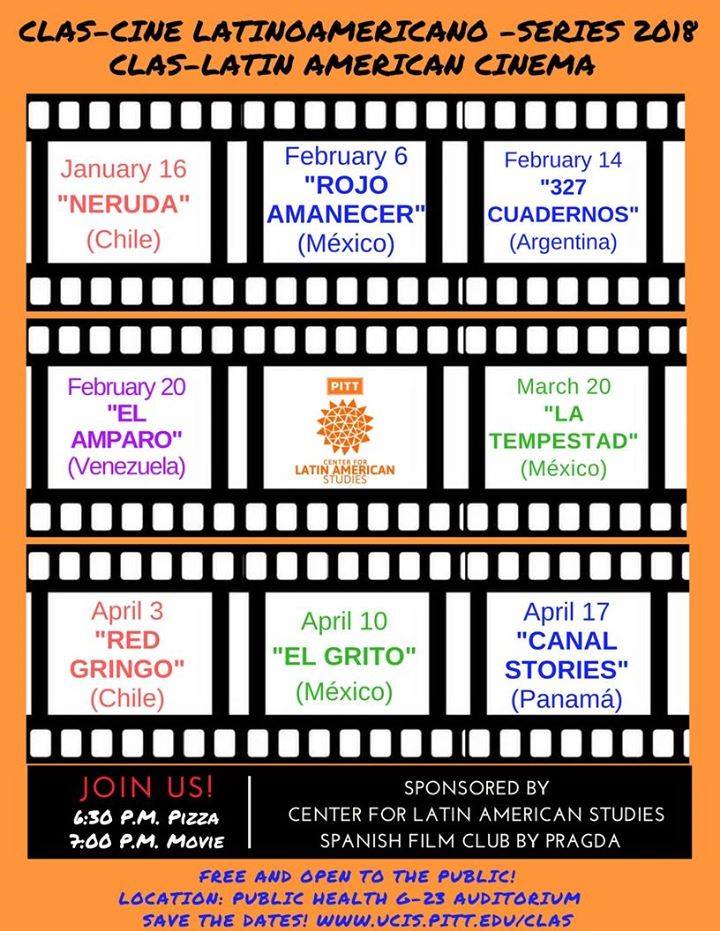 CLAS-CINE LATINOAMERICANO -SERIES 2018
CLAS-LATIN AMERICAN CINEMA
January 16
"NERUDA"
(Chile)
February 6
"ROJO
AMANECER"
(México)
February 14
"327
CUADERNOS"
(Argentina)
February 20
"EL
AMPARO"
(Venezuela)
PITT
CENTER FOR
LATIN AMERICAN
STUDIES
March 20
"LA
TEMPESTAD"
(México)
April 3
"RED
GRINGO"
(Chile)
April 10
"EL GRITO"
(México)
April 17
"CANAL
STORIES"
(Panamá)
JOIN US!
6:30 P.M. PIZZA
7:00 P.M. MOVIE
SPONSORED BY
CENTER FOR LATIN AMERICAN STUDIES
SPANISH FILM CLUB BY PRAGDA
FREE AND OPEN TO THE PUBLIC!
LOCATION: PUBLIC HEALTH G-23 AUDITORIUM
SAVE THE DATES! WWW.UCIS.PITT.EDU/CLAS